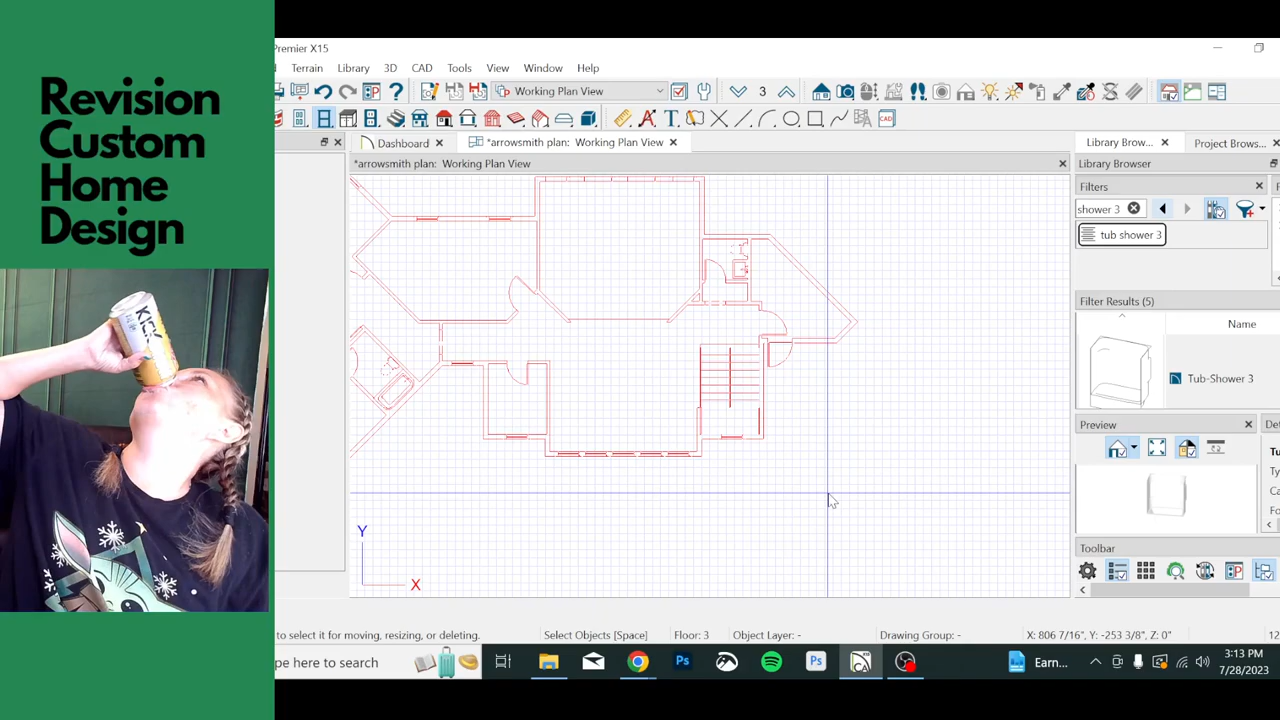 Revision
Custom
Home
Design
KICK
Premier X15
Terrain Library 3D CAD Tools View Window Help
Working Plan View 3
Dashboard *arrowsmith plan: Working Plan View Library Brow... Project Brows...
*arrowsmith plan: Working Plan View Library Browser
Filters
shower 3
tub shower 3
Filter Results (5)
Name
Tub-Shower 3
Preview
Toolbar
Y
X
to select it for moving, resizing, or deleting. Select Objects [Space] Floor: 3 Object Layer: - Drawing Group: - X: 806 7/16", Y: -253 3/8", Z: 0"
pe here to search Earn... 3:13 PM
7/28/2023